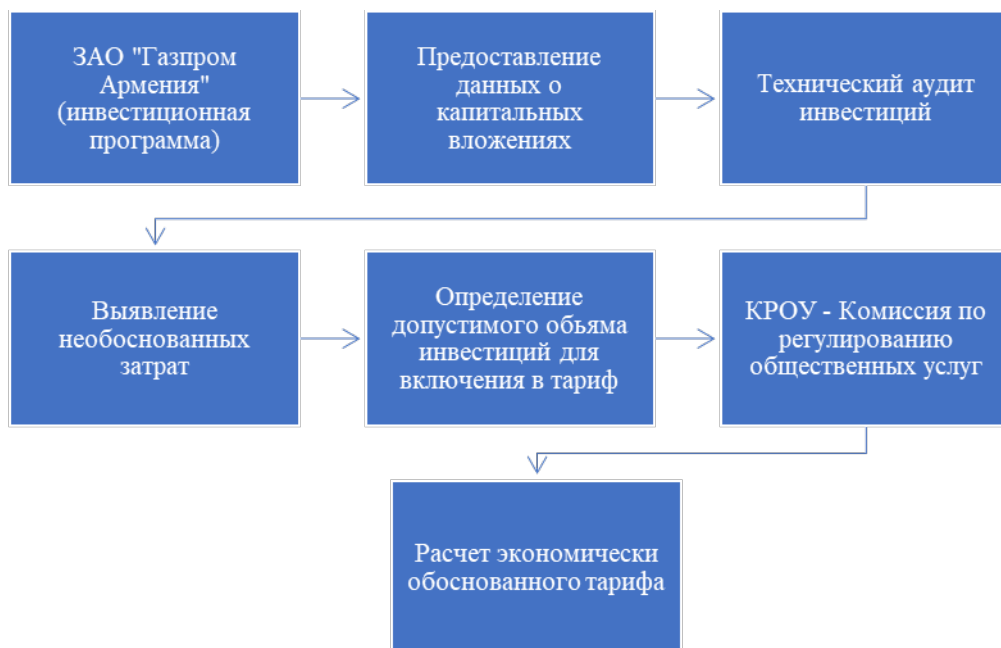 ЗАО "Газпром
Армения"
(инвестиционная
программа)
Предоставление
данных о
капитальных
вложениях
Технический аудит
инвестиций
Выявление
необоснованных
затрат
Определение
допустимого обьяма
инвестиций для
включения в тариф
КРОУ - Комиссия по
регулированию
общественных услуг
Расчет экономически
обоснованного тарифа